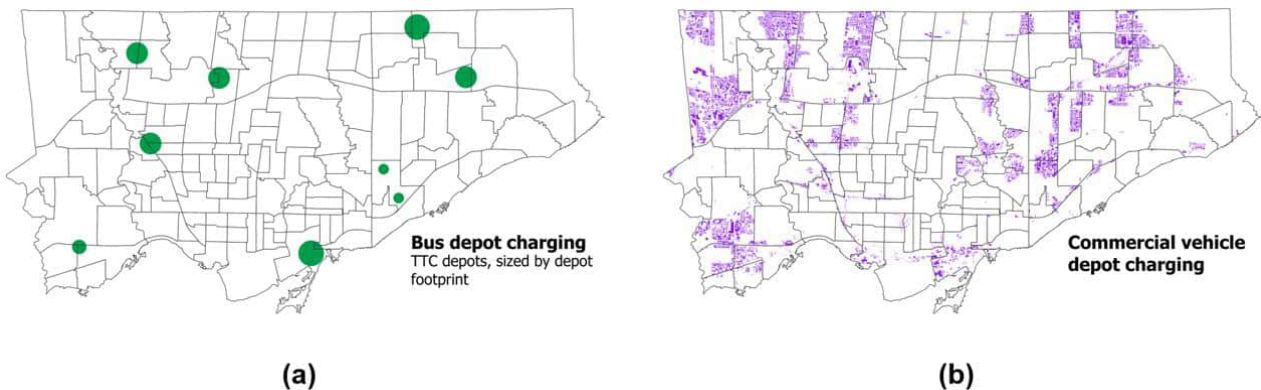 Bus depot charging
TTC depots, sized by depot
footprint
Commercial vehicle
depot charging
(a)
(b)